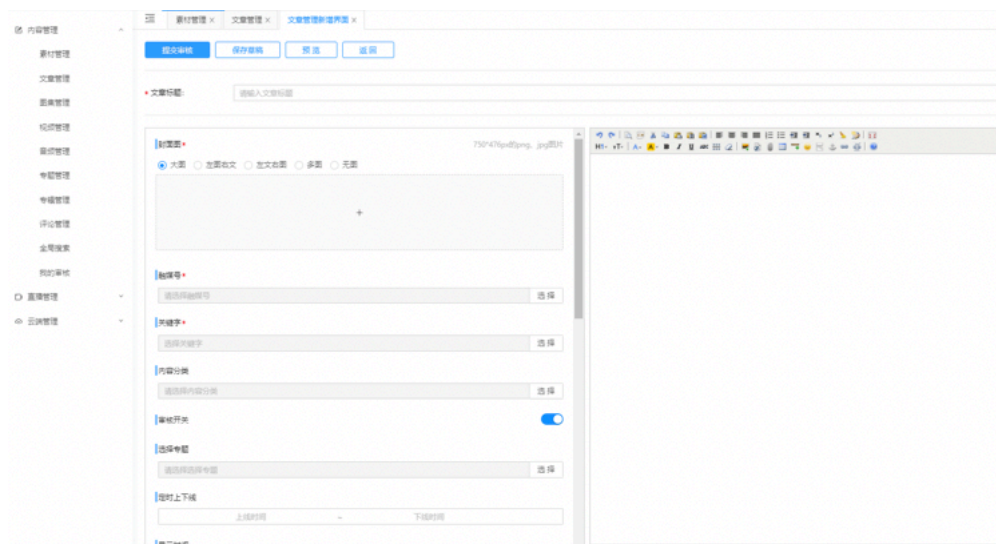 内容管理
素材管理
文章管理
图集管理
视频管理
音频管理
专题管理
专辑管理
评论管理
全局搜索
我的审核
直播管理
云端管理
素材管理 × 文章管理 × 文章管理新增界面 ×
提交审核 保存草稿 预览 返回
* 文章标题: 请输入文章标题
封面图* 750*476px的png、jpg图片
大图 左图右文 左文右图 多图 无图
+
融媒号*
请选择融媒号 选择
关键字*
选择关键字 选择
内容分类
请选择内容分类 选择
审核开关
选择专题
请选择选择专题 选择
定时上下线
上线时间 ~ 下线时间